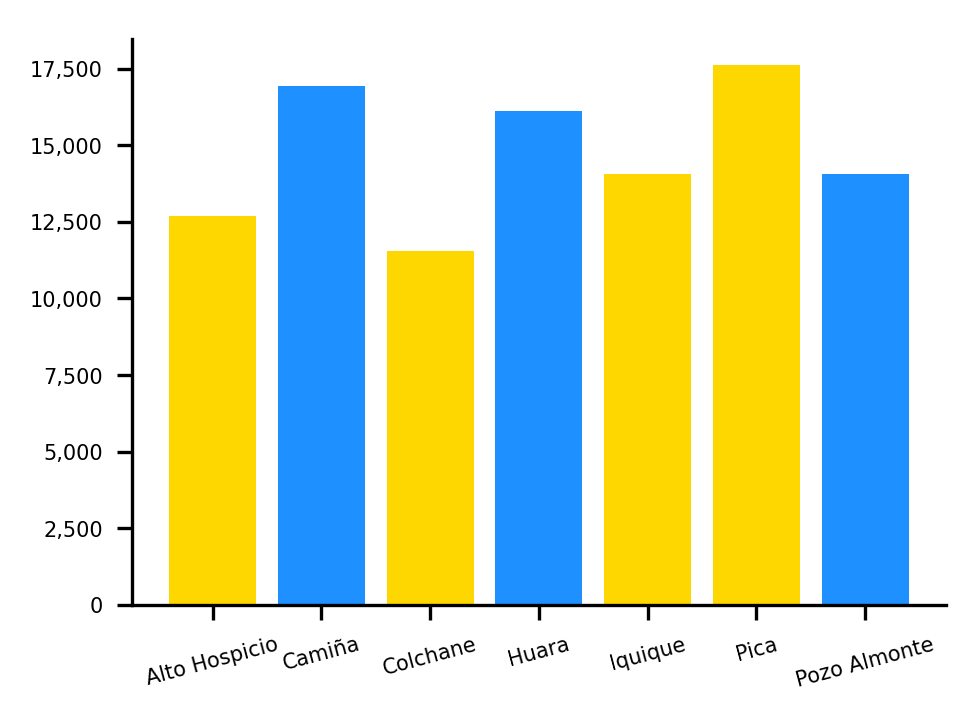 17,500
15,000
12,500
10,000
7,500
5,000
2,500
0
Alto Hospicio
Camiña
Colchane
Huara
Iquique
Pica
Pozo Almonte